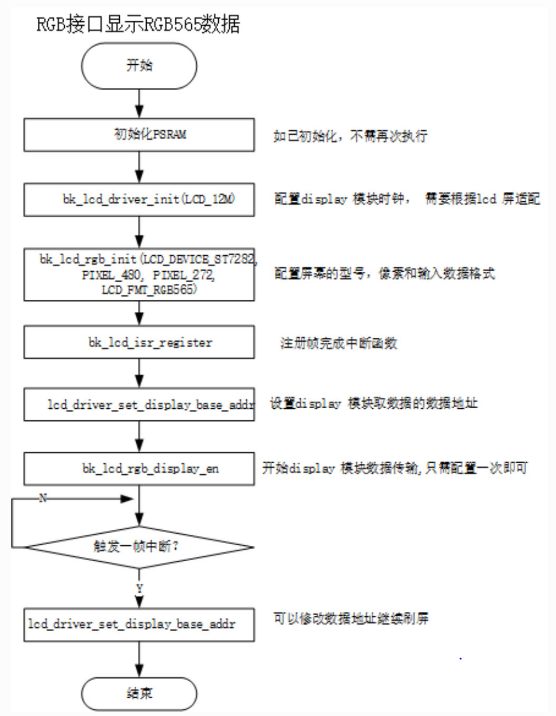 RGB接口显示RGB565数据
开始
初始化PSRAM
如已初始化，不需再次执行
bk_lcd_driver_init(LCD_12M)
配置display 模块时钟， 需要根据lcd 屏适配
bk_lcd_rgb_init(LCD_DEVICE_ST7282,
PIXEL_480, PIXEL_272,
LCD_FMT_RGB565)
配置屏幕的型号，像素和输入数据格式
bk_lcd_isr_register
注册帧完成中断函数
lcd_driver_set_display_base_addr
设置display 模块取数据的数据地址
bk_lcd_rgb_display_en
开始display 模块数据传输,只需配置一次即可
N
触发一帧中断？
Y
lcd_driver_set_display_base_addr
可以修改数据地址继续刷屏
结束